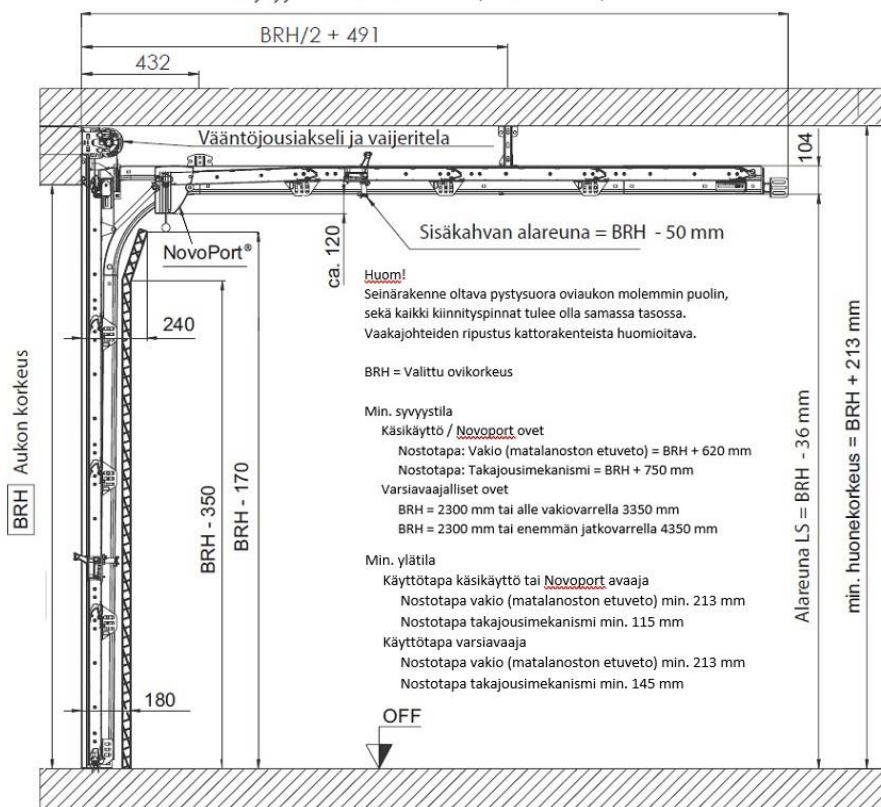 BRH/2 + 491
432
Vääntöjousiakseli ja vaijeritela
104
Sisäkahvan alareuna = BRH - 50 mm
NovoPort®
ca. 120
240
Huom!
Seinärakenne oltava pystysuora oviaukon molemmin puolin,
sekä kaikki kiinnityspinnat tulee olla samassa tasossa.
Vaakajohteiden ripustus kattorakenteista huomioitava.
BRH = Valittu ovikorkeus
Min. syvyystila
Käsikäyttö / Novoport ovet
Nostotapa: Vakio (matalanoston etuveto) = BRH + 620 mm
Nostotapa: Takajousimekanismi = BRH + 750 mm
Varsiavaajalliset ovet
BRH = 2300 mm tai alle vakiovarrella 3350 mm
BRH = 2300 mm tai enemmän jatkovarrella 4350 mm
Min. ylätila
Käyttötapa käsikäyttö tai Novoport avaaja
Nostotapa vakio (matalanoston etuveto) min. 213 mm
Nostotapa takajousimekanismi min. 115 mm
Käyttötapa varsiavaaja
Nostotapa vakio (matalanoston etuveto) min. 213 mm
Nostotapa takajousimekanismi min. 145 mm
BRH Aukon korkeus
BRH - 350
BRH - 170
Alareuna LS = BRH - 36 mm
min. huonekorkeus = BRH + 213 mm
180
OFF